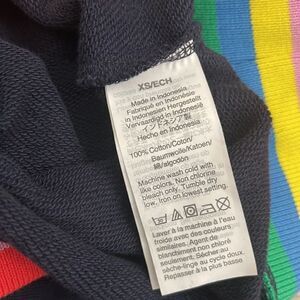 XS/ECH
Made in Indonesia
Fabriqué en Indonésie
In Indonesien Hergestellt
Vervaardigd in Indonesië
インドネシア製
Hecho en Indonesia
100% Cotton/Coton/
Baumwolle/Katoen/
綿/algodón
Machine wash cold with
like colors. Non chlorine
bleach only. Tumble dry
low. Iron on lowest setting.
Laver à la machine à l'eau
froide avec des couleurs
similaires. Agent de
blanchiment non chloré
seulement. Sécher au
sèche-linge au cycle doux.
Repasser à la plus basse